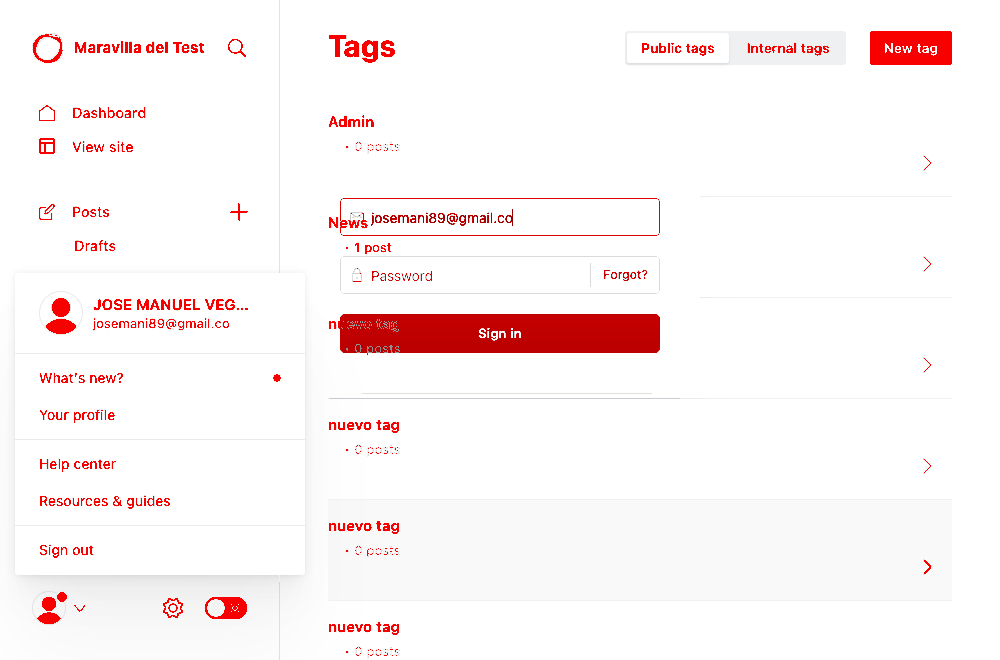 Maravilla del Test
Dashboard
View site
Posts
Drafts
JOSE MANUEL VEG...
josemani89@gmail.co
What's new?
Your profile
Help center
Resources & guides
Sign out
Tags
Public tags
Internal tags
New tag
Admin
• 0 posts
josemani89@gmail.co
News
• 1 post
Password
Forgot?
nuevo tag
Sign in
• 0 posts
nuevo tag
• 0 posts
nuevo tag
• 0 posts
nuevo tag
• 0 posts